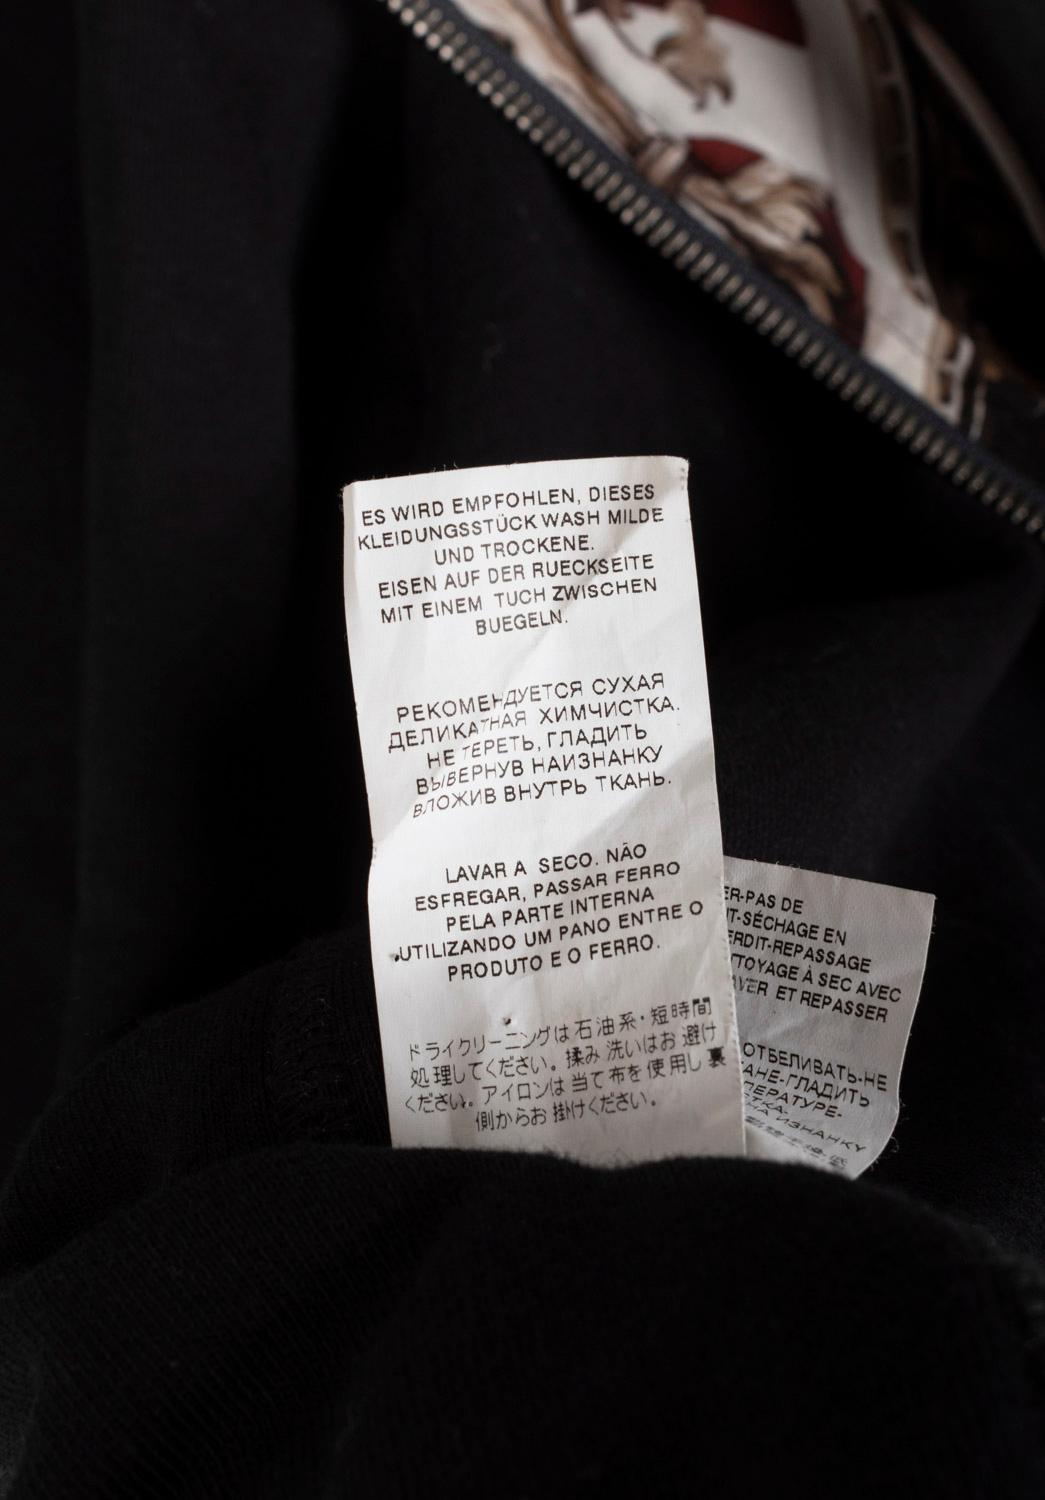 ES WIRD EMPFOHLEN, DIESES
KLEIDUNGSSTÜCK WASH MILDE
UND TROCKENE.
EISEN AUF DER RUECKSEITE
MIT EINEM TUCH ZWISCHEN
BUEGELN.
РЕКОМЕНДУЕТСЯ СУХАЯ
ДЕЛИКАТНАЯ ХИМЧИСТКА.
НЕ ТЕРЕТЬ, ГЛАДИТЬ
ВЫВЕРНУВ НАИЗНАНКУ
ВЛОЖИВ ВНУТРЬ ТКАНЬ.
LAVAR A SECO. NÃO
ESFREGAR, PASSAR FERRO
PELA PARTE INTERNA
UTILIZANDO UM PANO ENTRE O
PRODUTO E O FERRO.
ドライクリーニングは石油系・短時間
処理してください。揉み洗いはお避け
ください。アイロンは当て布を使用し裏
側からお掛けください。
ER-PAS DE
IT-SÉCHAGE EN
ERDIT-REPASSAGE
TTOYAGE À SEC AVEC
VER ET REPASSER
ОТБЕЛИВАТЬ-НЕ
АНЕ-ГЛАДИТЬ
ПЕРАТУРЕ-
ТКА-
НА ИЗНАНКУ